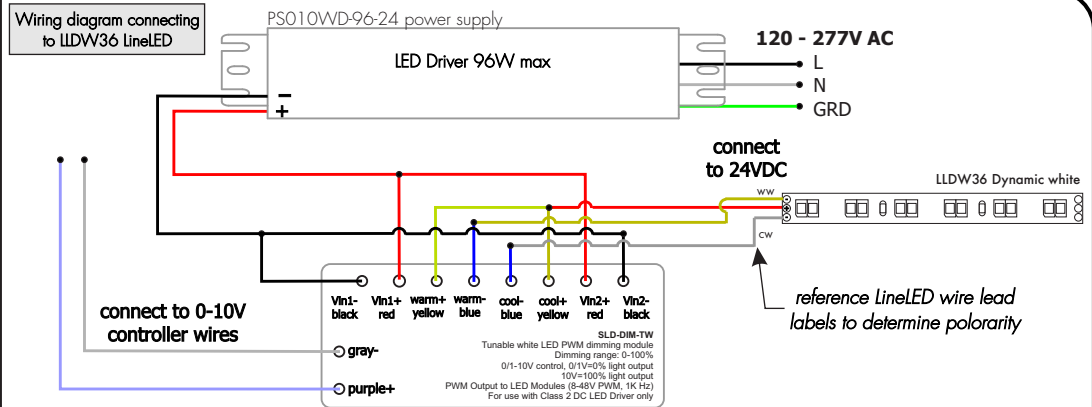 Wiring diagram connecting
to LLDW36 LineLED
PS010WD-96-24 power supply
LED Driver 96W max
120 - 277V AC
L
N
GRD
−
+
connect
to 24VDC
LLDW36 Dynamic white
WW
+
CW
reference LineLED wire lead
labels to determine polorarity
connect to 0-10V
controller wires
Vin1-
black
Vin1+
red
warm+
yellow
warm-
blue
cool-
blue
cool+
yellow
Vin2+
red
Vin2-
black
gray-
purple+
SLD-DIM-TW
Tunable white LED PWM dimming module
Dimming range: 0-100%
0/1-10V control, 0/1V=0% light output
10V=100% light output
PWM Output to LED Modules (8-48V PWM, 1K Hz)
For use with Class 2 DC LED Driver only